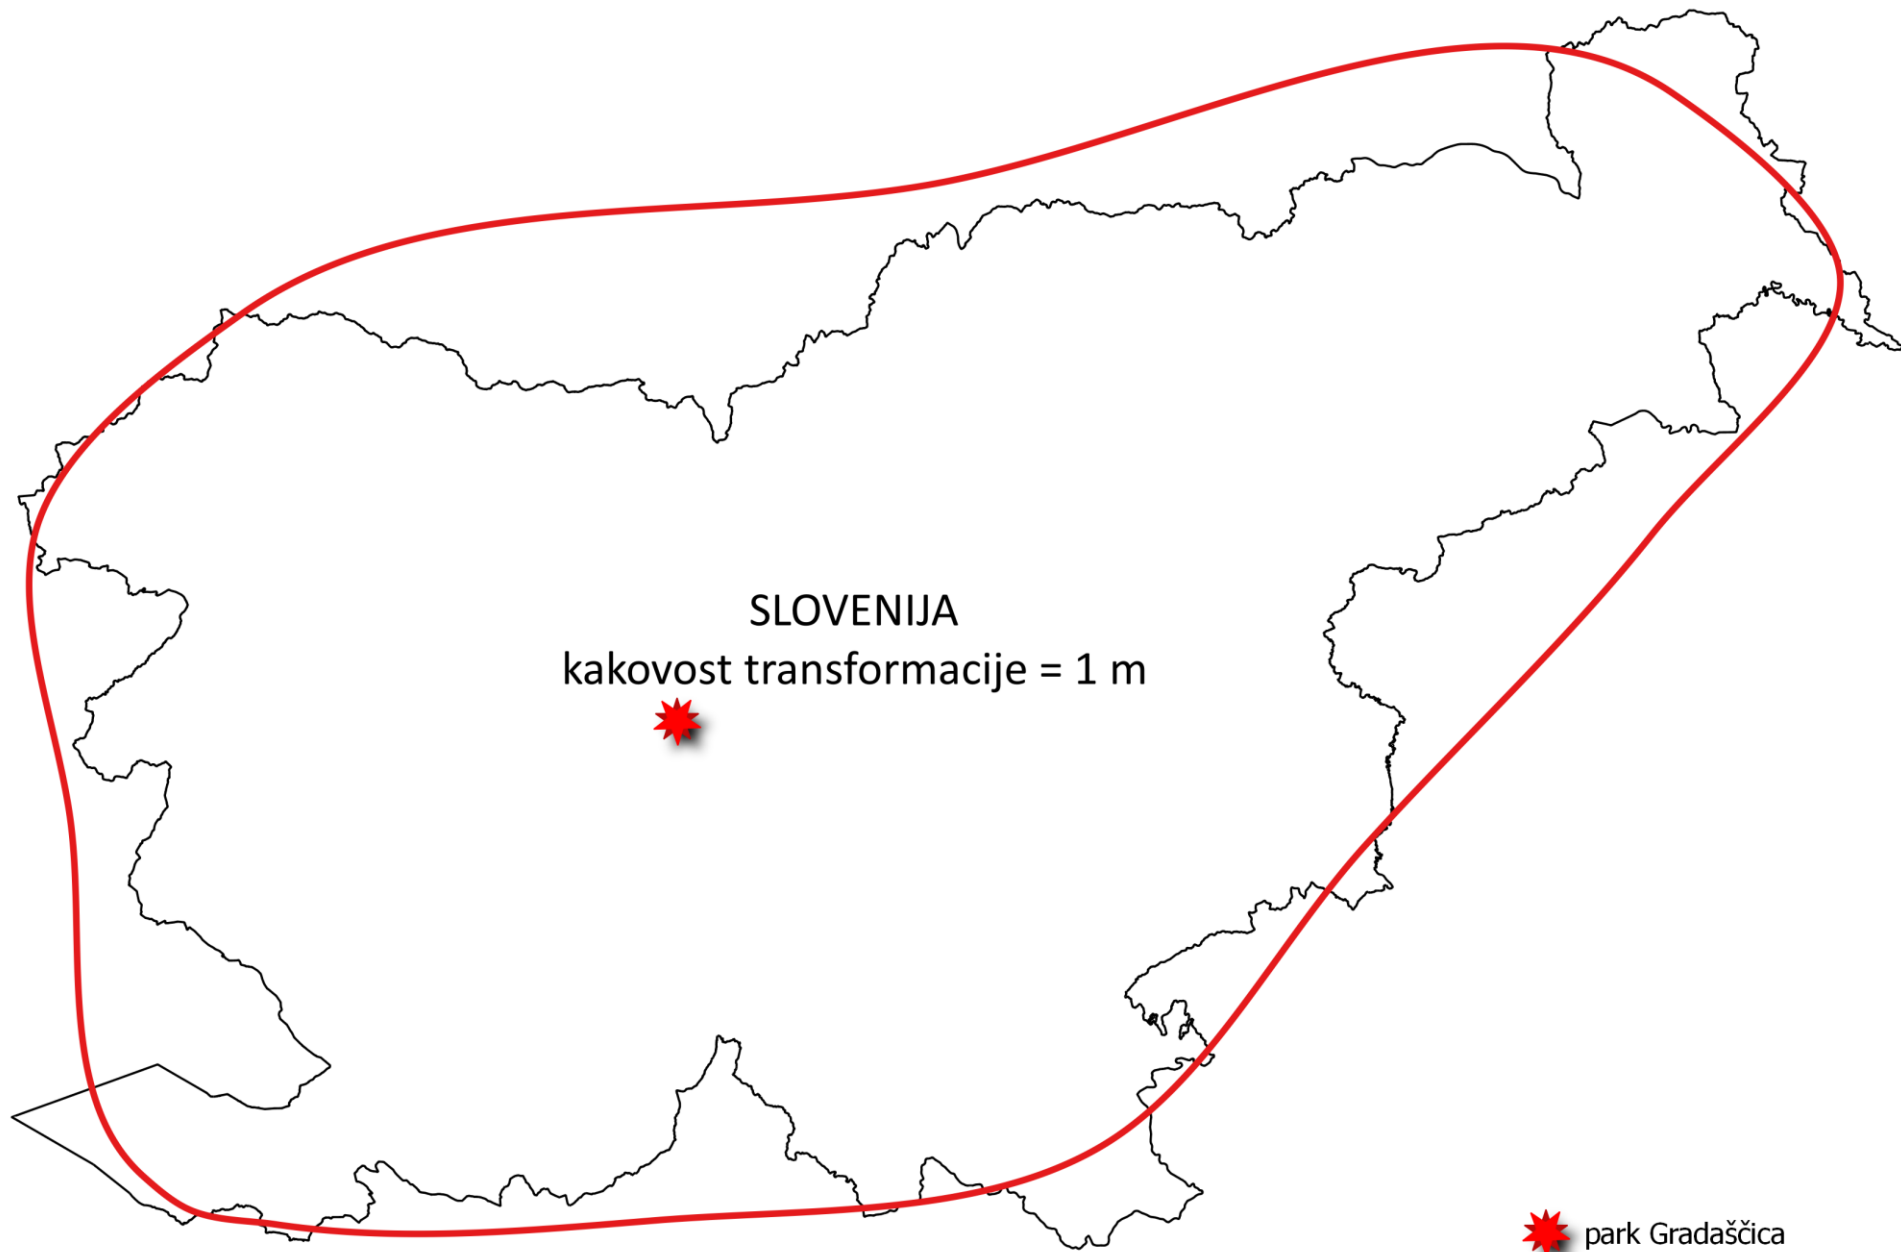 SLOVENIJA
kakovost transformacije = 1 m
park Gradaščica